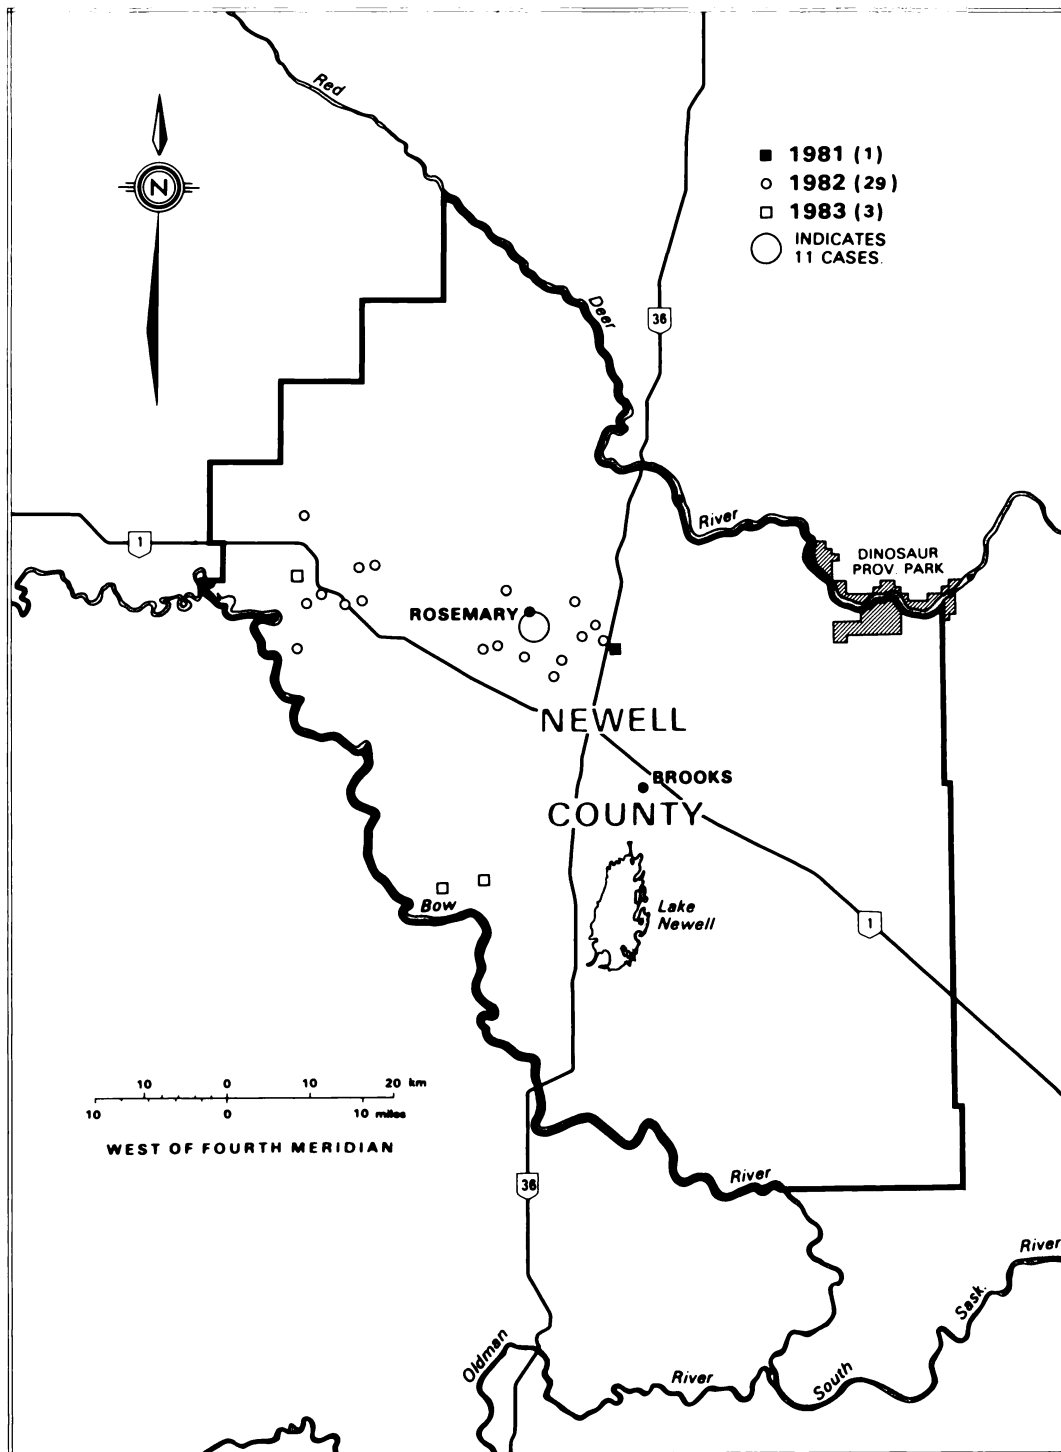 Red
N
1981 (1)
1982 (29)
1983 (3)
INDICATES
11 CASES.
Deer
36
River
1
DINOSAUR
PROV. PARK
ROSEMARY
NEWELL
BROOKS
COUNTY
Bow
Lake
Newell
1
10 0 10 20 km
10 0 10 miles
WEST OF FOURTH MERIDIAN
River
36
River
Sask.
Oldman
River
South